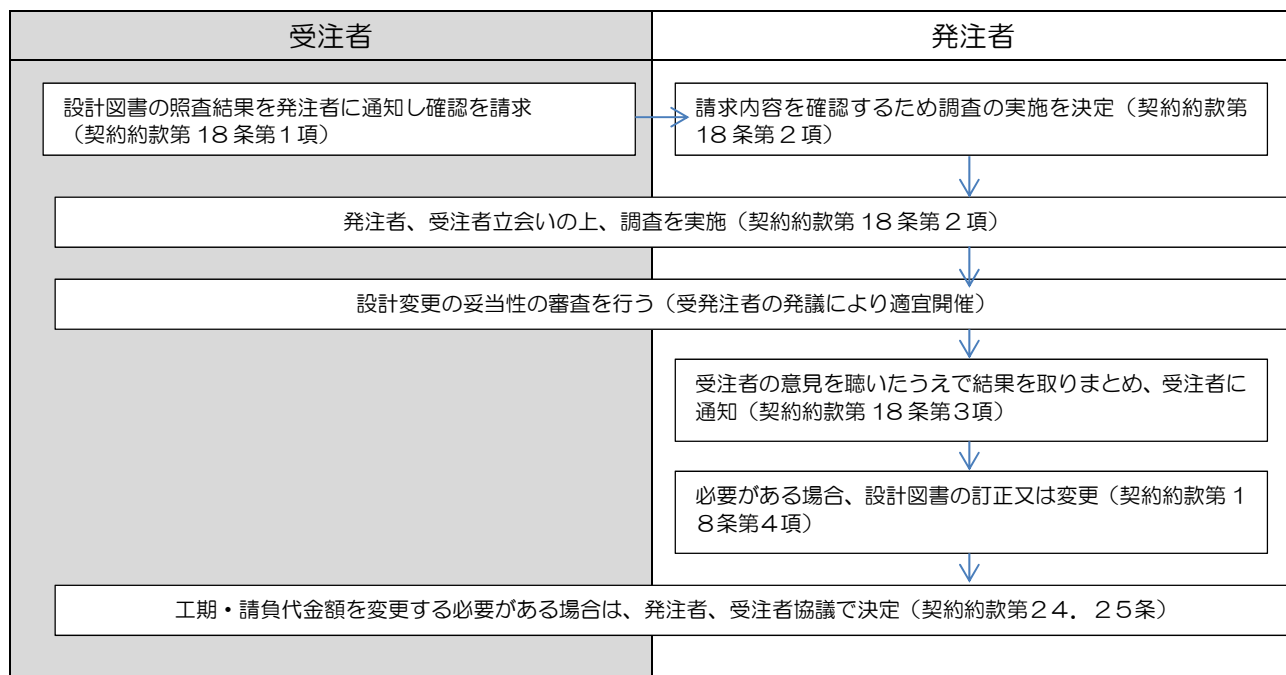 受注者
発注者
設計図書の照査結果を発注者に通知し確認を請求
（契約約款第 18 条第１項）
請求内容を確認するため調査の実施を決定（契約約款第
18 条第２項）
発注者、受注者立会いの上、調査を実施（契約約款第 18 条第２項）
設計変更の妥当性の審査を行う（受発注者の発議により適宜開催）
受注者の意見を聴いたうえで結果を取りまとめ、受注者に
通知（契約約款第 18 条第３項）
必要がある場合、設計図書の訂正又は変更（契約約款第 １
８条第４項）
工期・請負代金額を変更する必要がある場合は、発注者、受注者協議で決定（契約約款第２４．２５条）